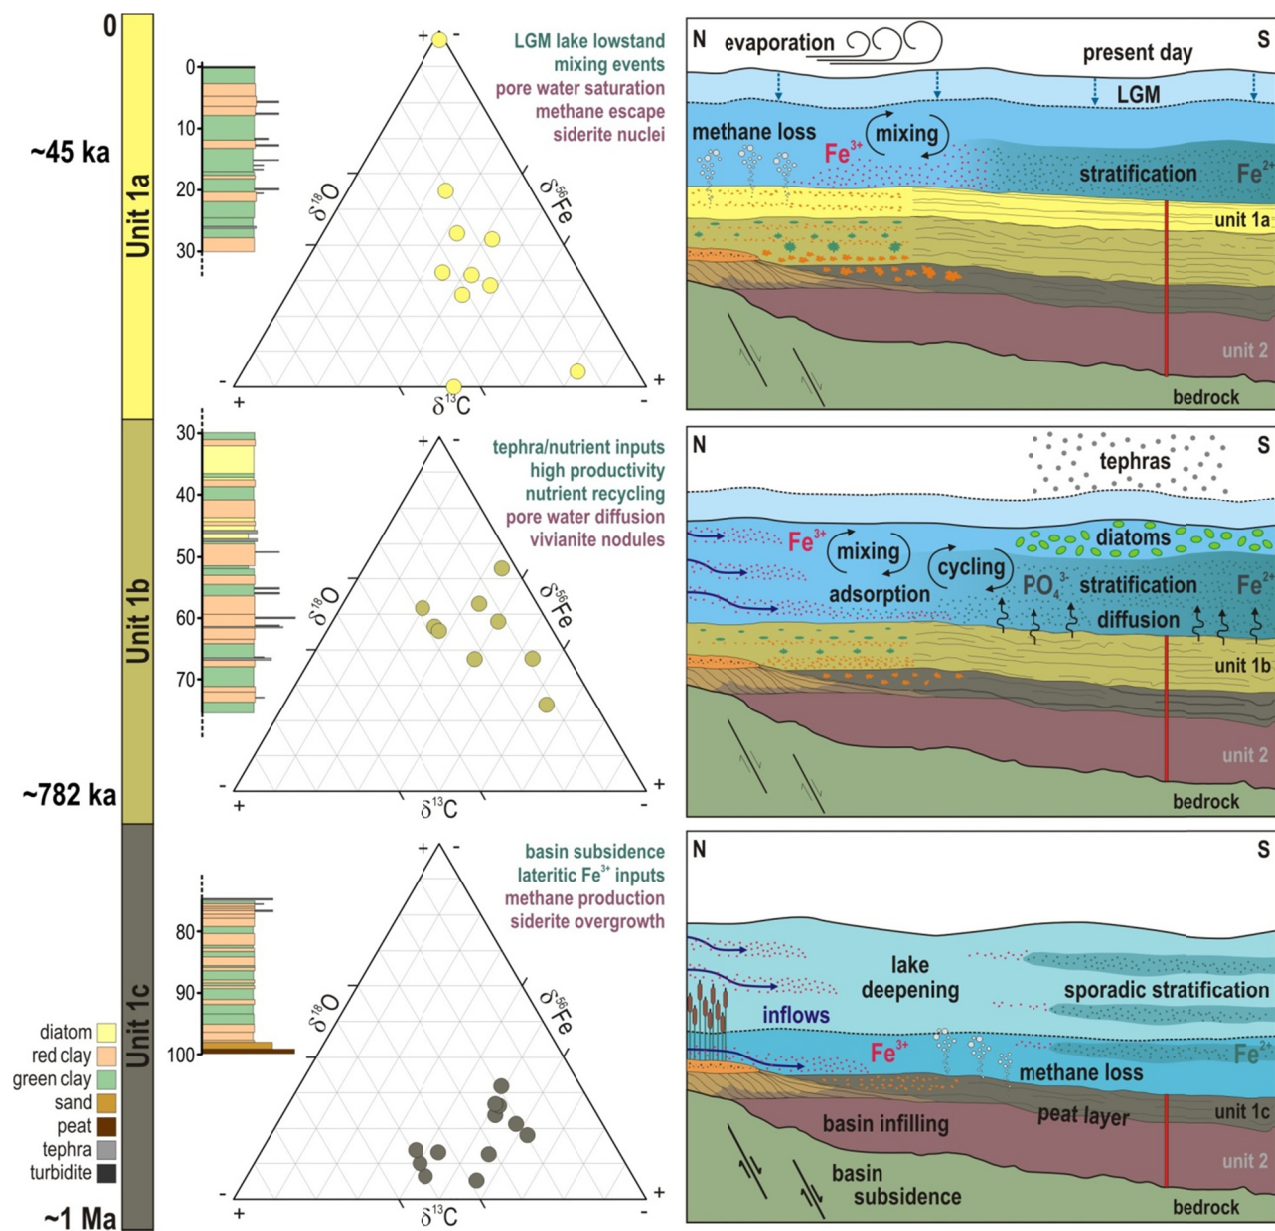 0
~45 ka
Unit 1a
0
10
20
30
+ -
δ¹⁸O
δ⁵⁶Fe
- +
+ δ¹³C -
LGM lake lowstand
mixing events
pore water saturation
methane escape
siderite nuclei
N
evaporation
present day
S
LGM
methane loss
Fe³⁺
mixing
stratification
Fe²⁺
unit 1a
unit 2
bedrock
~782 ka
Unit 1b
30
40
50
60
70
+ -
δ¹⁸O
δ⁵⁶Fe
- +
+ δ¹³C -
tephra/nutrient inputs
high productivity
nutrient recycling
pore water diffusion
vivianite nodules
N
S
tephras
Fe³⁺
mixing
cycling
diatoms
adsorption
PO₄³⁻
stratification
Fe²⁺
diffusion
unit 1b
unit 2
bedrock
Unit 1c
~1 Ma
80
90
100
diatom
red clay
green clay
sand
peat
tephra
turbidite
+ -
δ¹⁸O
δ⁵⁶Fe
- +
+ δ¹³C -
basin subsidence
lateritic Fe³⁺ inputs
methane production
siderite overgrowth
N
S
lake
deepening
sporadic stratification
inflows
Fe³⁺
Fe²⁺
methane loss
peat layer
unit 1c
basin infilling
unit 2
basin
subsidence
bedrock